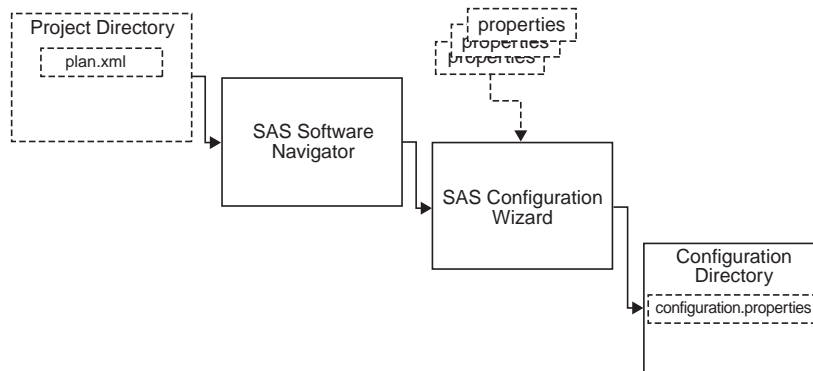 Project Directory
plan.xml
properties
properties
properties
SAS Software
Navigator
SAS Configuration
Wizard
Configuration
Directory
configuration.properties